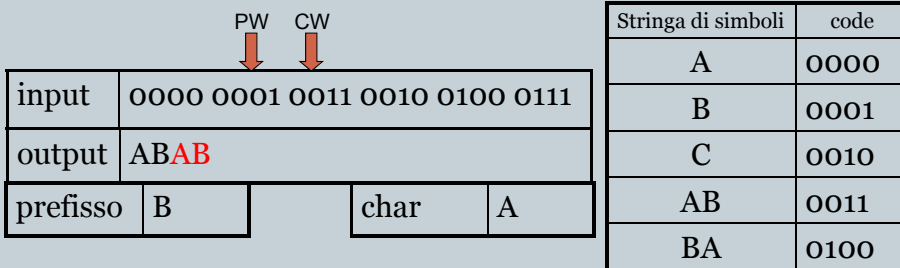 PW CW
input 0000 0001 0011 0010 0100 0111
output ABAB
prefisso B char A
Stringa di simboli code
A 0000
B 0001
C 0010
AB 0011
BA 0100